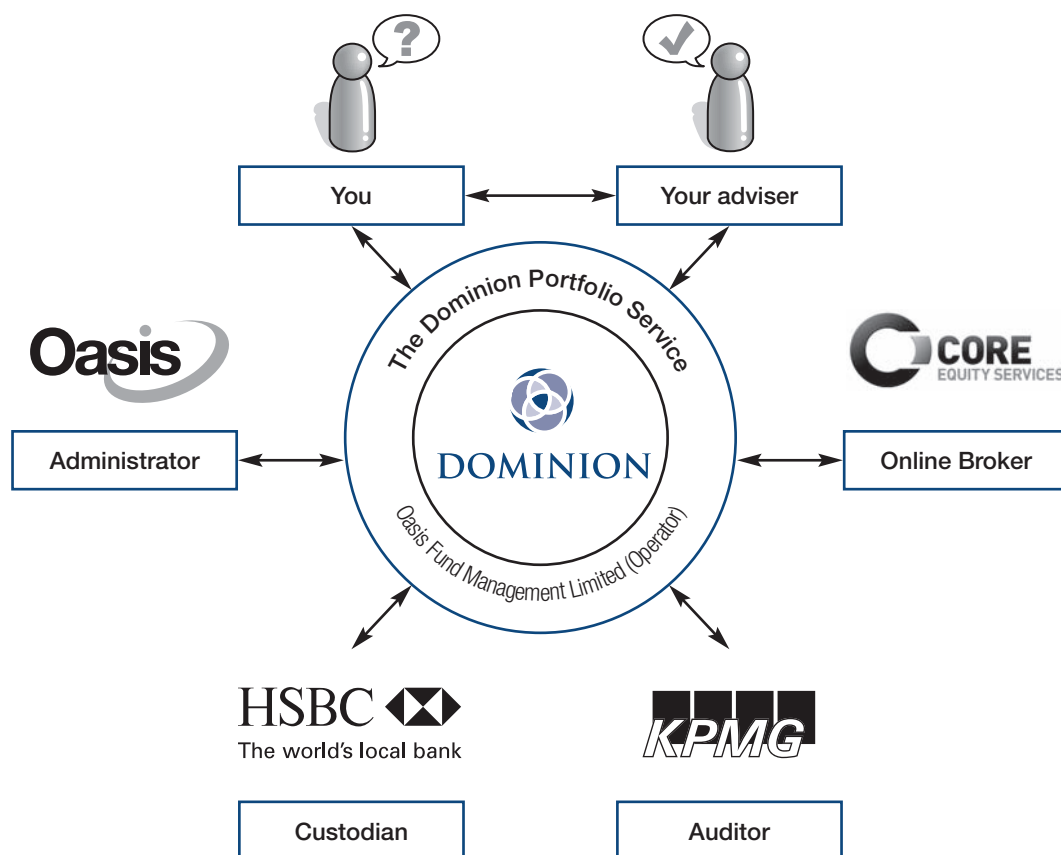 ?
You
Your adviser
The Dominion Portfolio Service
Oasis
CORE
EQUITY SERVICES
DOMINION
Administrator
Online Broker
Oasis Fund Management Limited (Operator)
HSBC
The world's local bank
KPMG
Custodian
Auditor